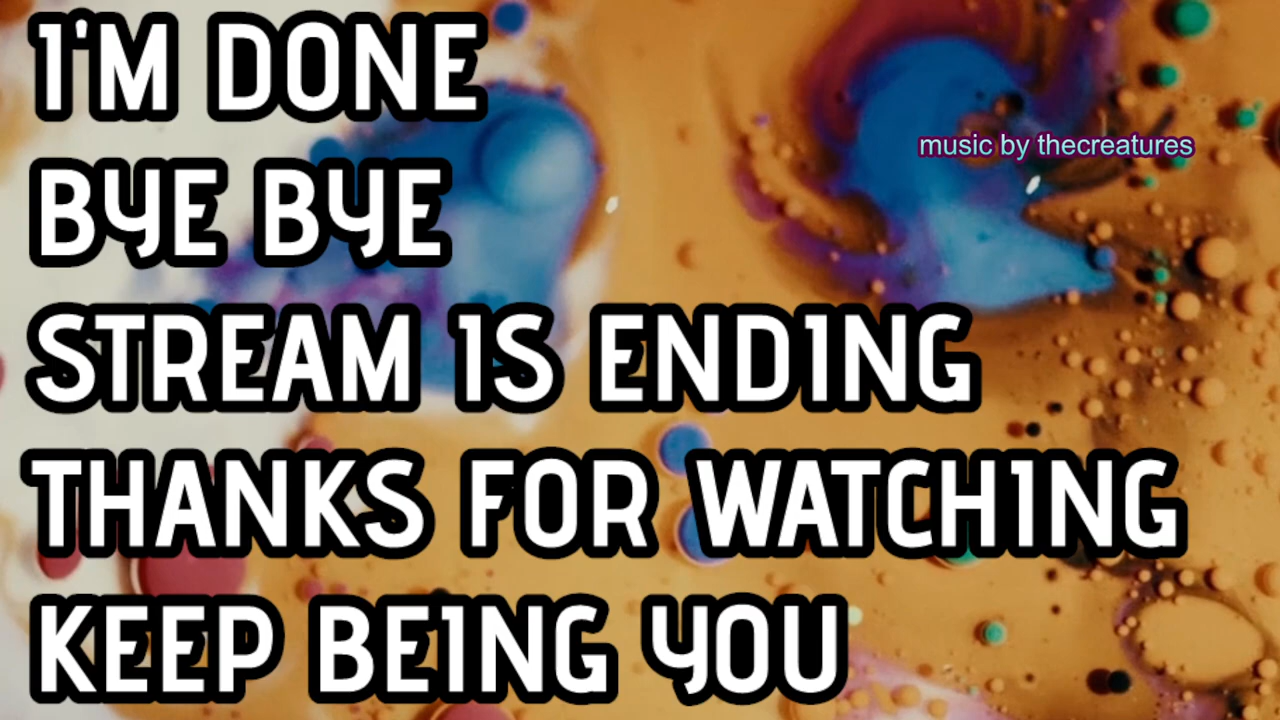 I'M DONE
BYE BYE
music by thecreatures
STREAM IS ENDING
THANKS FOR WATCHING
KEEP BEING YOU